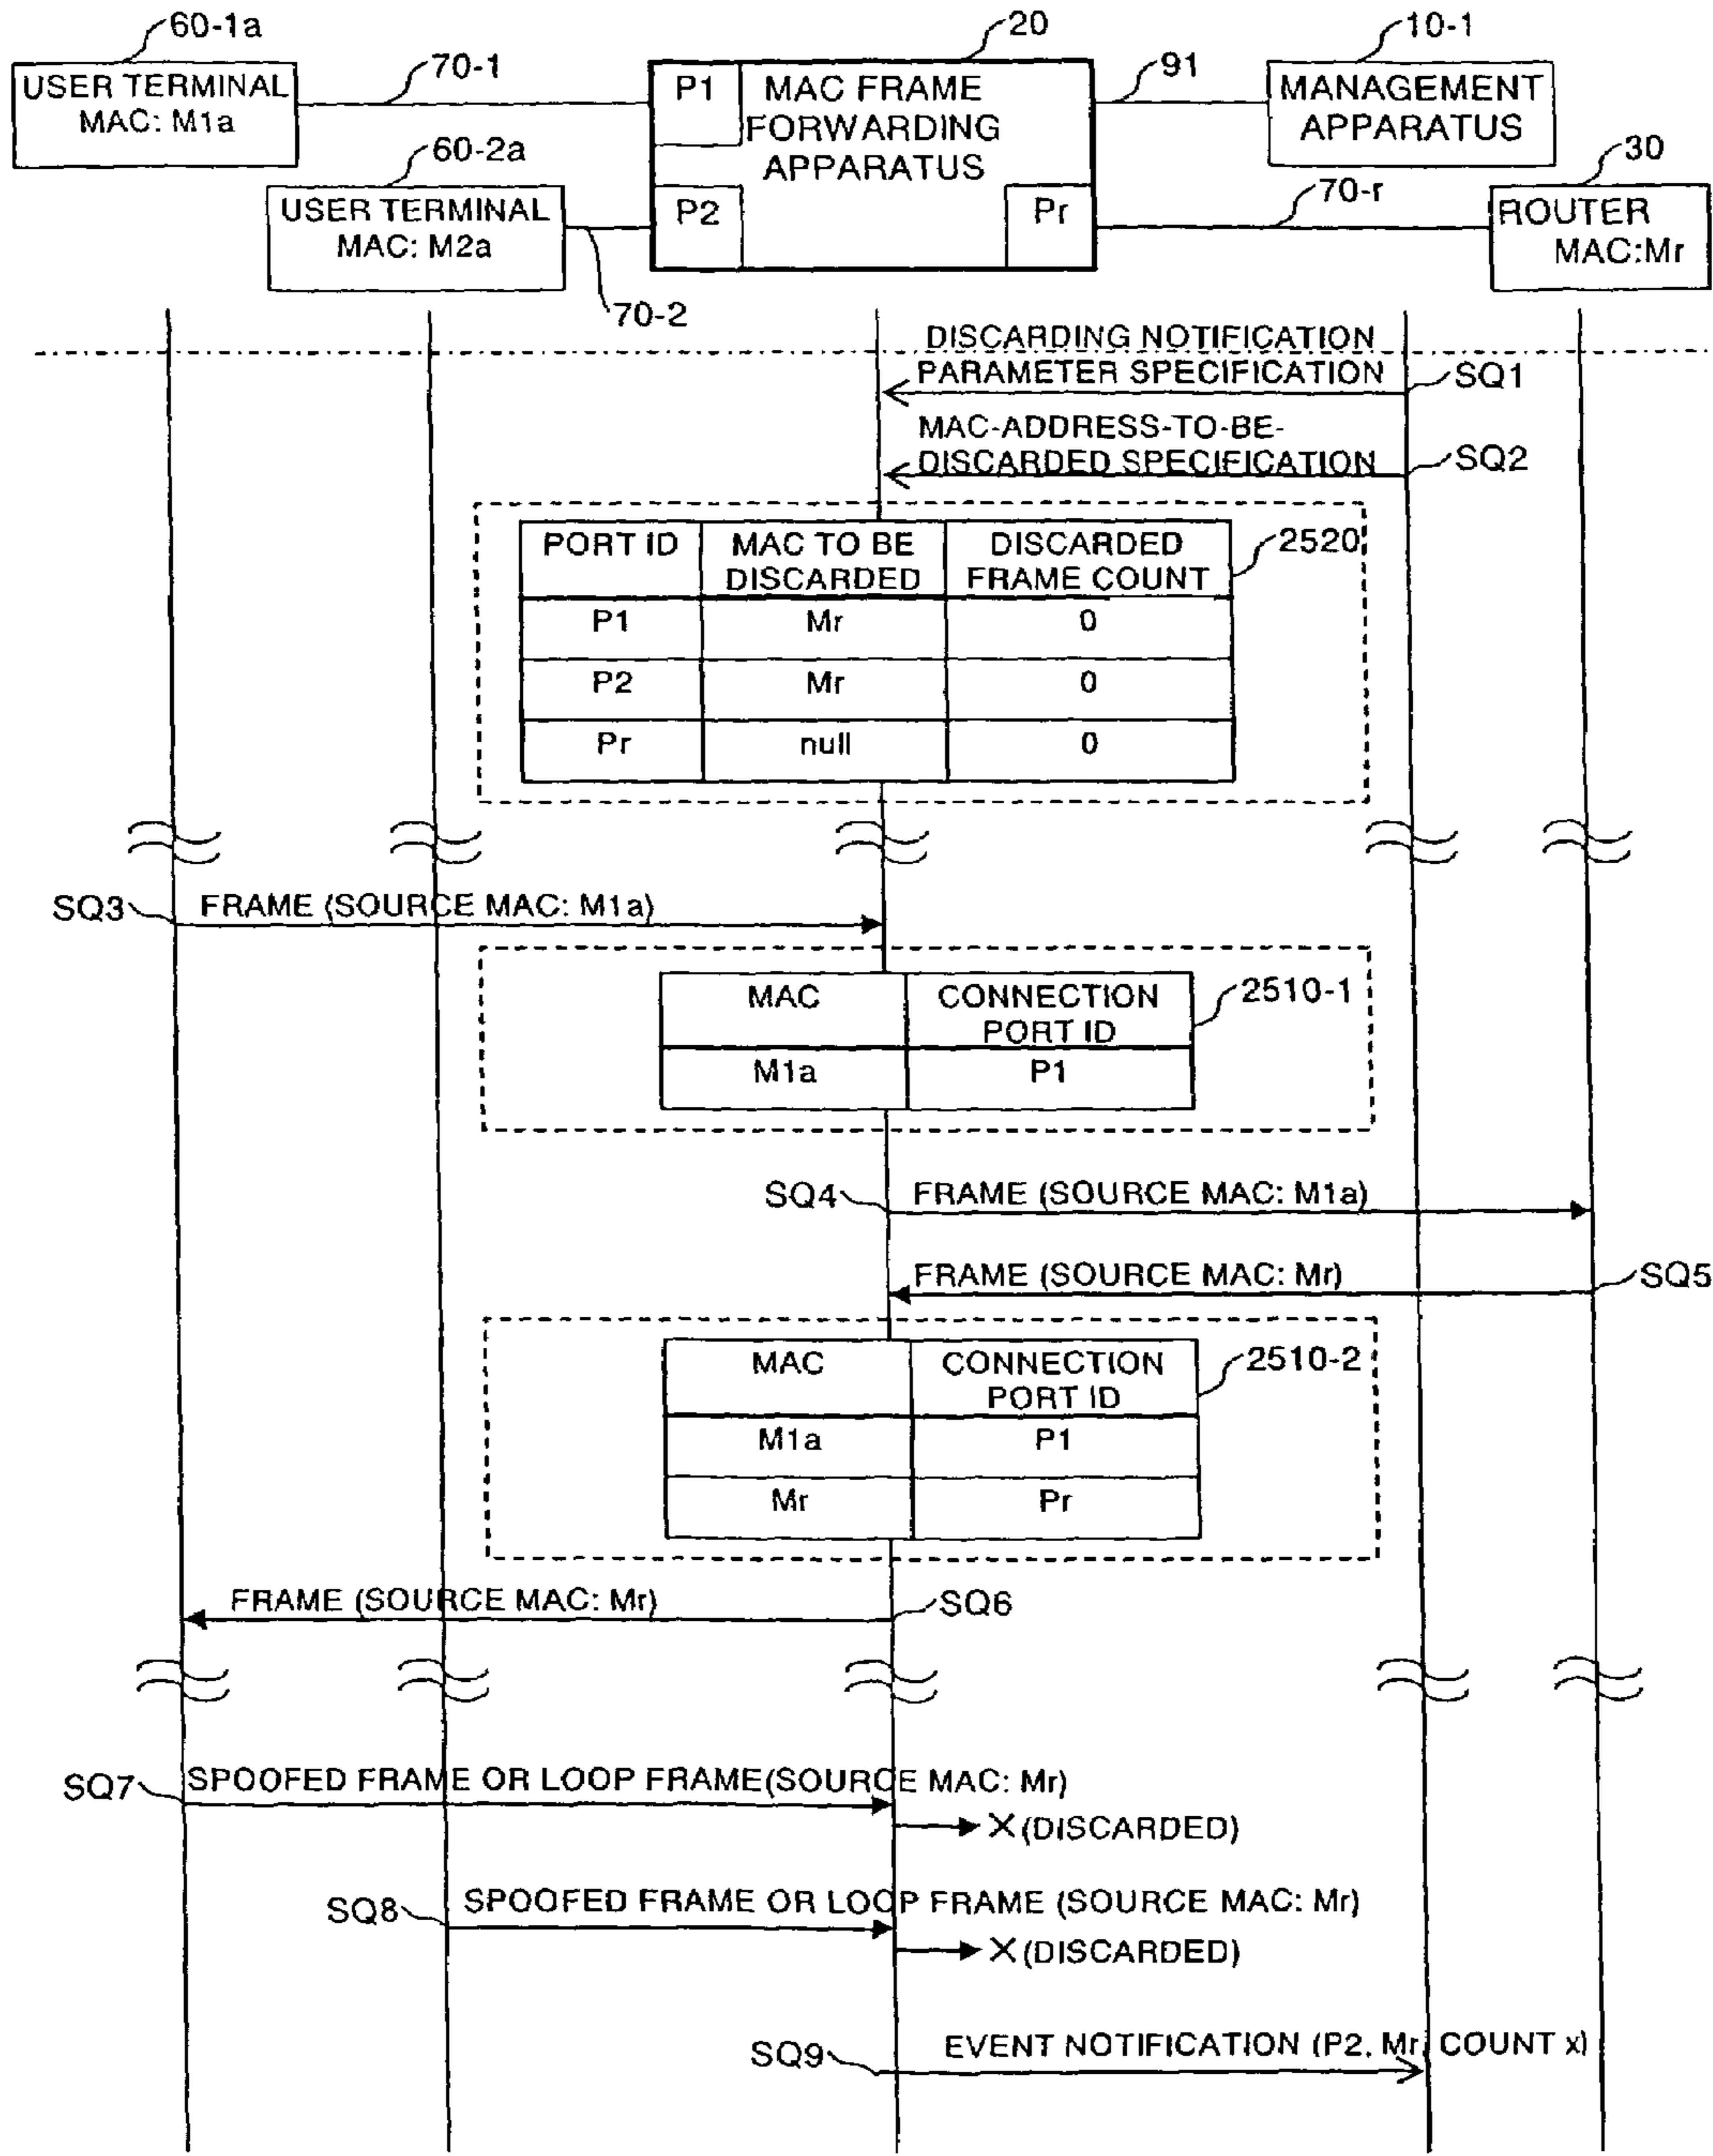 60-1a
20
10-1
USER TERMINAL
MAC: M1a
70-1
P1
MAC FRAME
FORWARDING
APPARATUS
91
MANAGEMENT
APPARATUS
60-2a
30
USER TERMINAL
MAC: M2a
P2
Pr
70-r
ROUTER
MAC:Mr
70-2
DISCARDING NOTIFICATION
PARAMETER SPECIFICATION
SQ1
MAC-ADDRESS-TO-BE-
DISCARDED SPECIFICATION
SQ2
PORT ID
MAC TO BE
DISCARDED
DISCARDED
FRAME COUNT
2520
P1
Mr
0
P2
Mr
0
Pr
null
0
SQ3
FRAME (SOURCE MAC: M1a)
MAC
CONNECTION
PORT ID
2510-1
M1a
P1
SQ4
FRAME (SOURCE MAC: M1a)
FRAME (SOURCE MAC: Mr)
SQ5
MAC
CONNECTION
PORT ID
2510-2
M1a
P1
Mr
Pr
FRAME (SOURCE MAC: Mr)
SQ6
SQ7
SPOOFED FRAME OR LOOP FRAME(SOURCE MAC: Mr)
X(DISCARDED)
SQ8
SPOOFED FRAME OR LOOP FRAME (SOURCE MAC: Mr)
X(DISCARDED)
SQ9
EVENT NOTIFICATION (P2, Mr, COUNT x)